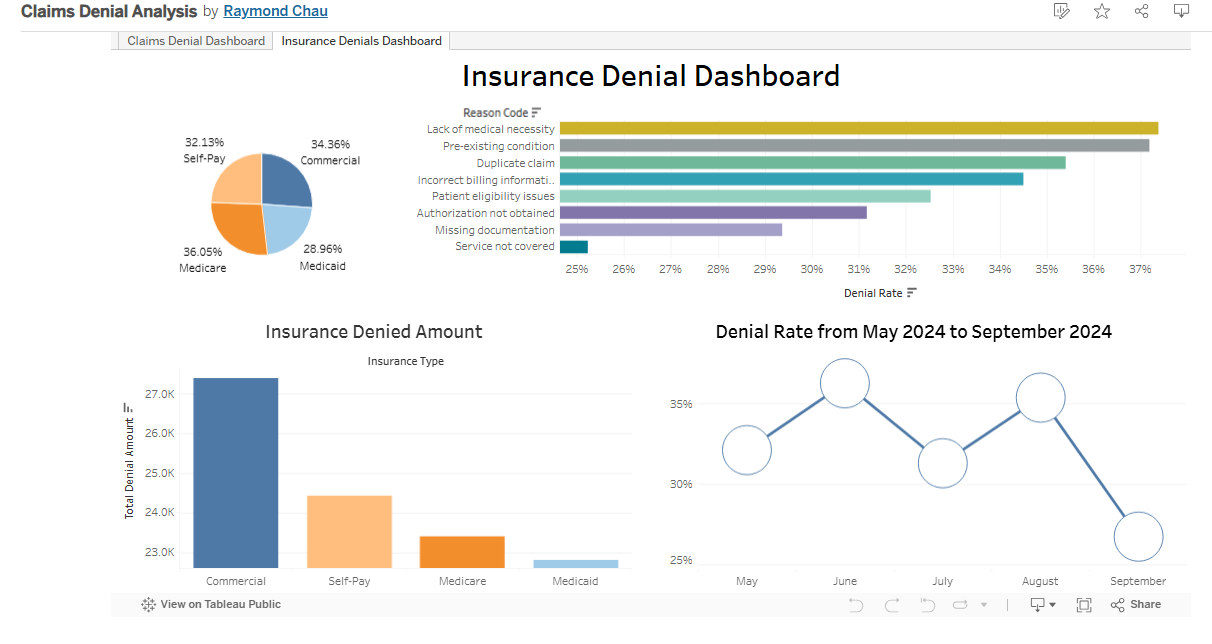 Claims Denial Analysis by Raymond Chau
Claims Denial Dashboard
Insurance Denials Dashboard
Insurance Denial Dashboard
32.13%
Self-Pay
34.36%
Commercial
36.05%
Medicare
28.96%
Medicaid
Reason Code
Lack of medical necessity
Pre-existing condition
Duplicate claim
Incorrect billing informati..
Patient eligibility issues
Authorization not obtained
Missing documentation
Service not covered
25% 26% 27% 28% 29% 30% 31% 32% 33% 34% 35% 36% 37%
Denial Rate
Insurance Denied Amount
Insurance Type
Total Denial Amount
27.0K
26.0K
25.0K
24.0K
23.0K
Commercial Self-Pay Medicare Medicaid
Denial Rate from May 2024 to September 2024
35%
30%
25%
May June July August September
View on Tableau Public
Share